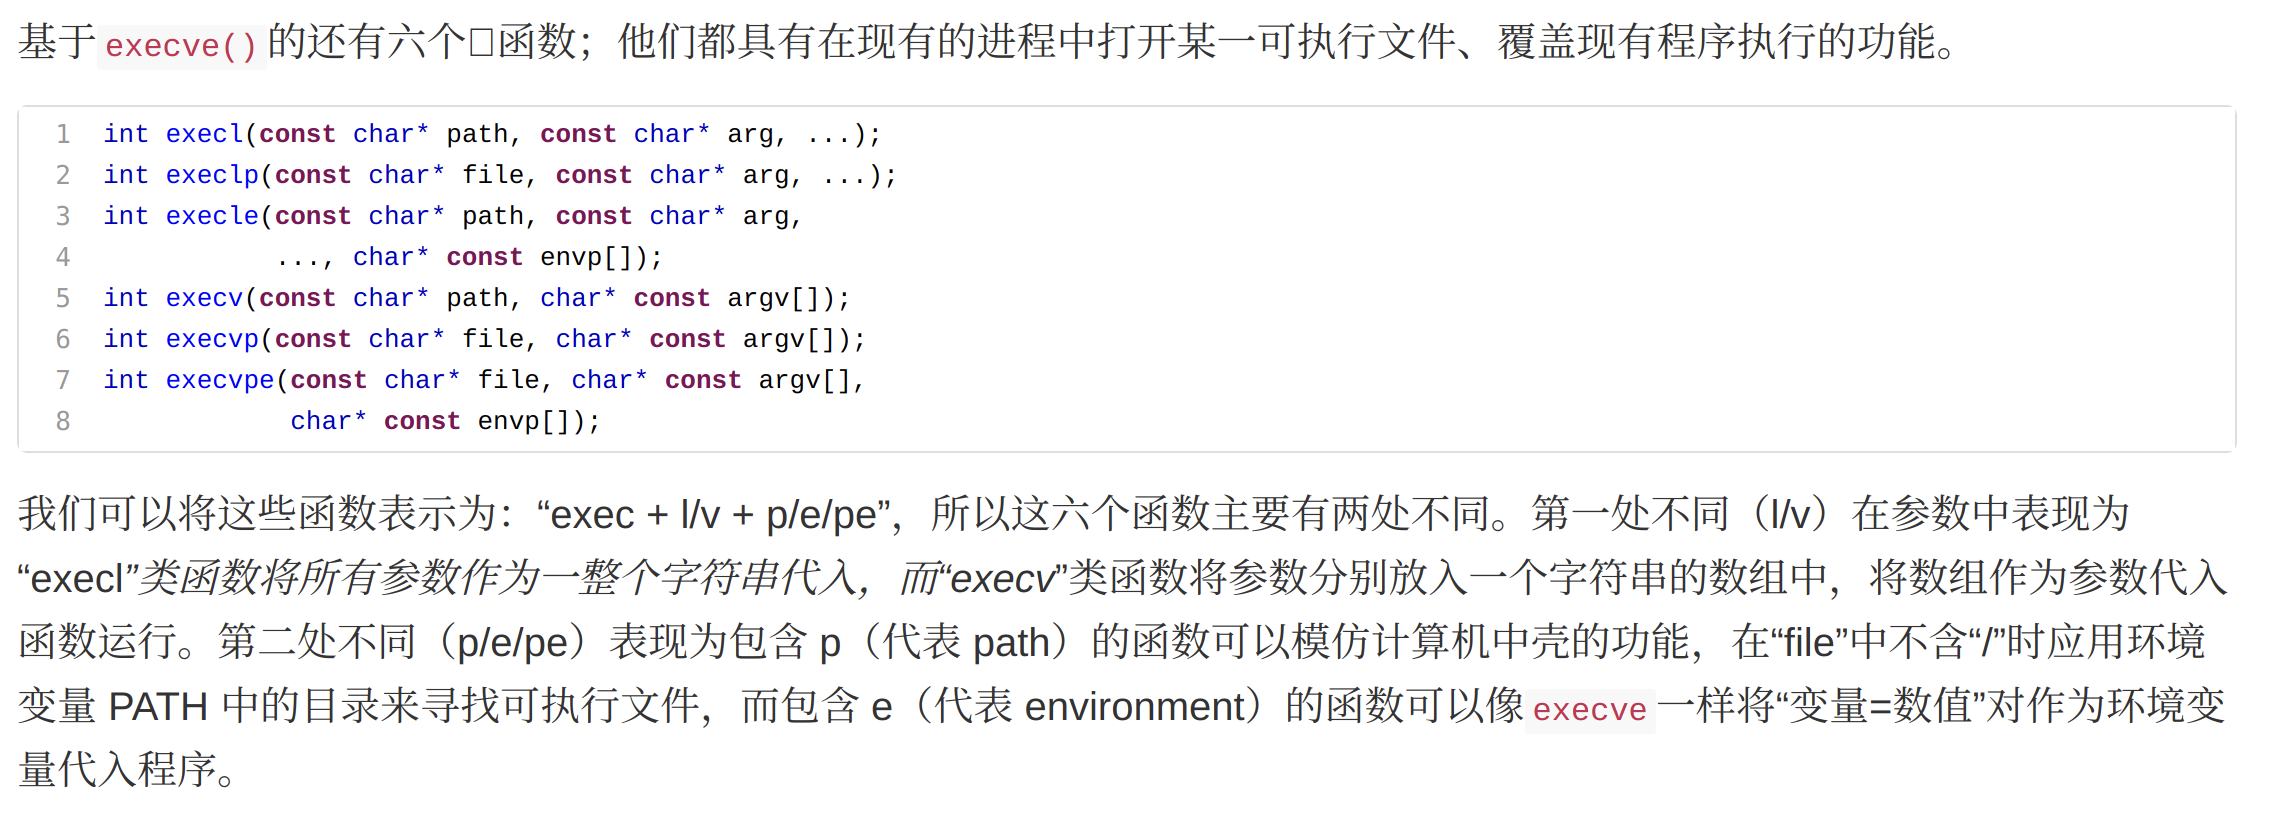 基于execve()的还有六个□函数；他们都具有在现有的进程中打开某一可执行文件、覆盖现有程序执行的功能。
1 int execl(const char* path, const char* arg, ...);
2 int execlp(const char* file, const char* arg, ...);
3 int execle(const char* path, const char* arg,
4 ..., char* const envp[]);
5 int execv(const char* path, char* const argv[]);
6 int execvp(const char* file, char* const argv[]);
7 int execvpe(const char* file, char* const argv[],
8 char* const envp[]);
我们可以将这些函数表示为：“exec + l/v + p/e/pe”，所以这六个函数主要有两处不同。第一处不同（l/v）在参数中表现为
“execl”类函数将所有参数作为一整个字符串代入，而“execv”类函数将参数分别放入一个字符串的数组中，将数组作为参数代入
函数运行。第二处不同（p/e/pe）表现为包含 p（代表 path）的函数可以模仿计算机中壳的功能，在“file”中不含“/”时应用环境
变量 PATH 中的目录来寻找可执行文件，而包含 e（代表 environment）的函数可以像execve一样将“变量=数值”对作为环境变
量代入程序。